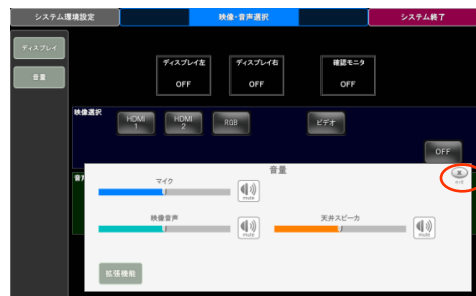 システム環境設定
映像・音声選択
システム終了
ディスプレイ
音量
ディスプレイ左
OFF
ディスプレイ右
OFF
確認モニタ
OFF
映像選択
HDMI
1
HDMI
2
RGB
ビデオ
OFF
音量
マイク
mute
映像音声
mute
天井スピーカ
mute
拡張機能